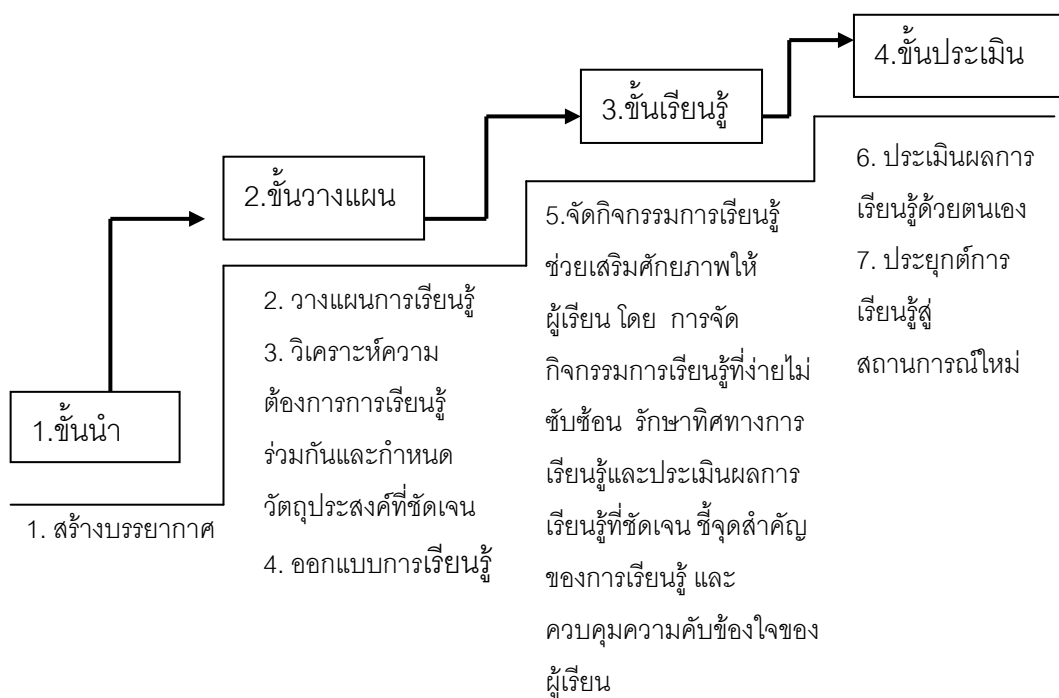 1.ขั้นนำ
1. สร้างบรรยากาศ
2.ขั้นวางแผน
2. วางแผนการเรียนรู้
3. วิเคราะห์ความ
ต้องการการเรียนรู้
ร่วมกันและกำหนด
วัตถุประสงค์ที่ชัดเจน
4. ออกแบบการเรียนรู้
3.ขั้นเรียนรู้
5.จัดกิจกรรมการเรียนรู้
ช่วยเสริมศักยภาพให้
ผู้เรียน โดย การจัด
กิจกรรมการเรียนรู้ที่ง่ายไม่
ซับซ้อน รักษาทิศทางการ
เรียนรู้และประเมินผลการ
เรียนรู้ที่ชัดเจน ชี้จุดสำคัญ
ของการเรียนรู้ และ
ควบคุมความคับข้องใจของ
ผู้เรียน
4.ขั้นประเมิน
6. ประเมินผลการ
เรียนรู้ด้วยตนเอง
7. ประยุกต์การ
เรียนรู้สู่
สถานการณ์ใหม่